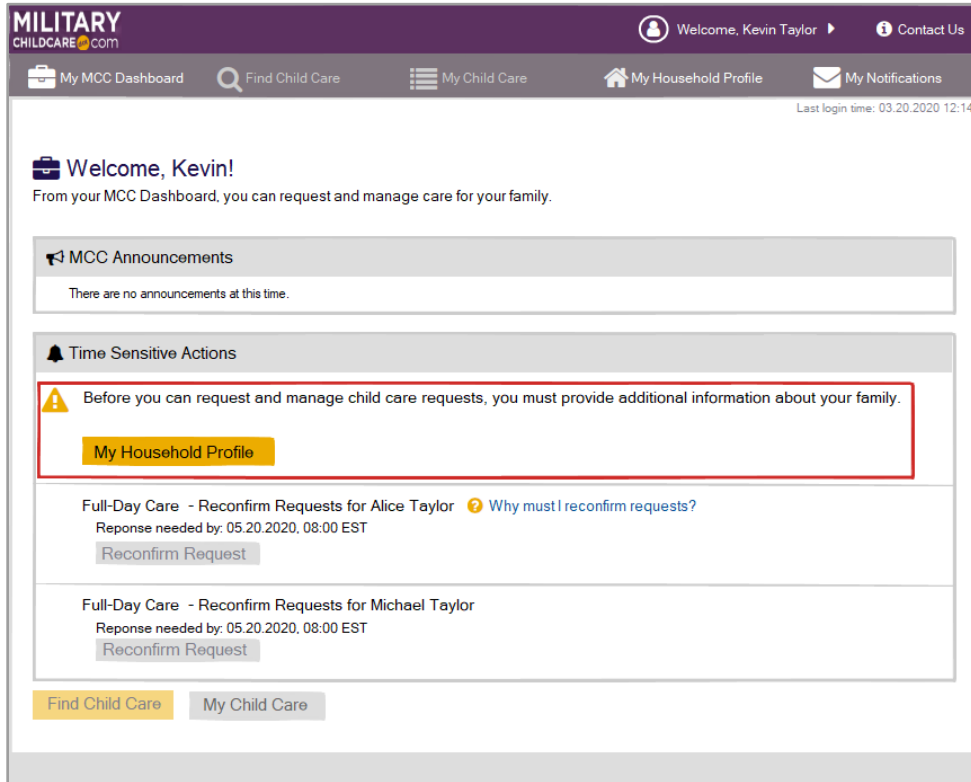 MILITARY
CHILDCARE.COM
Welcome, Kevin Taylor
Contact Us
My MCC Dashboard
Find Child Care
My Child Care
My Household Profile
My Notifications
Last login time: 03.20.2020 12:14
Welcome, Kevin!
From your MCC Dashboard, you can request and manage care for your family.
MCC Announcements
There are no announcements at this time.
Time Sensitive Actions
Before you can request and manage child care requests, you must provide additional information about your family.
My Household Profile
Full-Day Care - Reconfirm Requests for Alice Taylor ? Why must I reconfirm requests?
Reponse needed by: 05.20.2020, 08:00 EST
Reconfirm Request
Full-Day Care - Reconfirm Requests for Michael Taylor
Reponse needed by: 05.20.2020, 08:00 EST
Reconfirm Request
Find Child Care
My Child Care